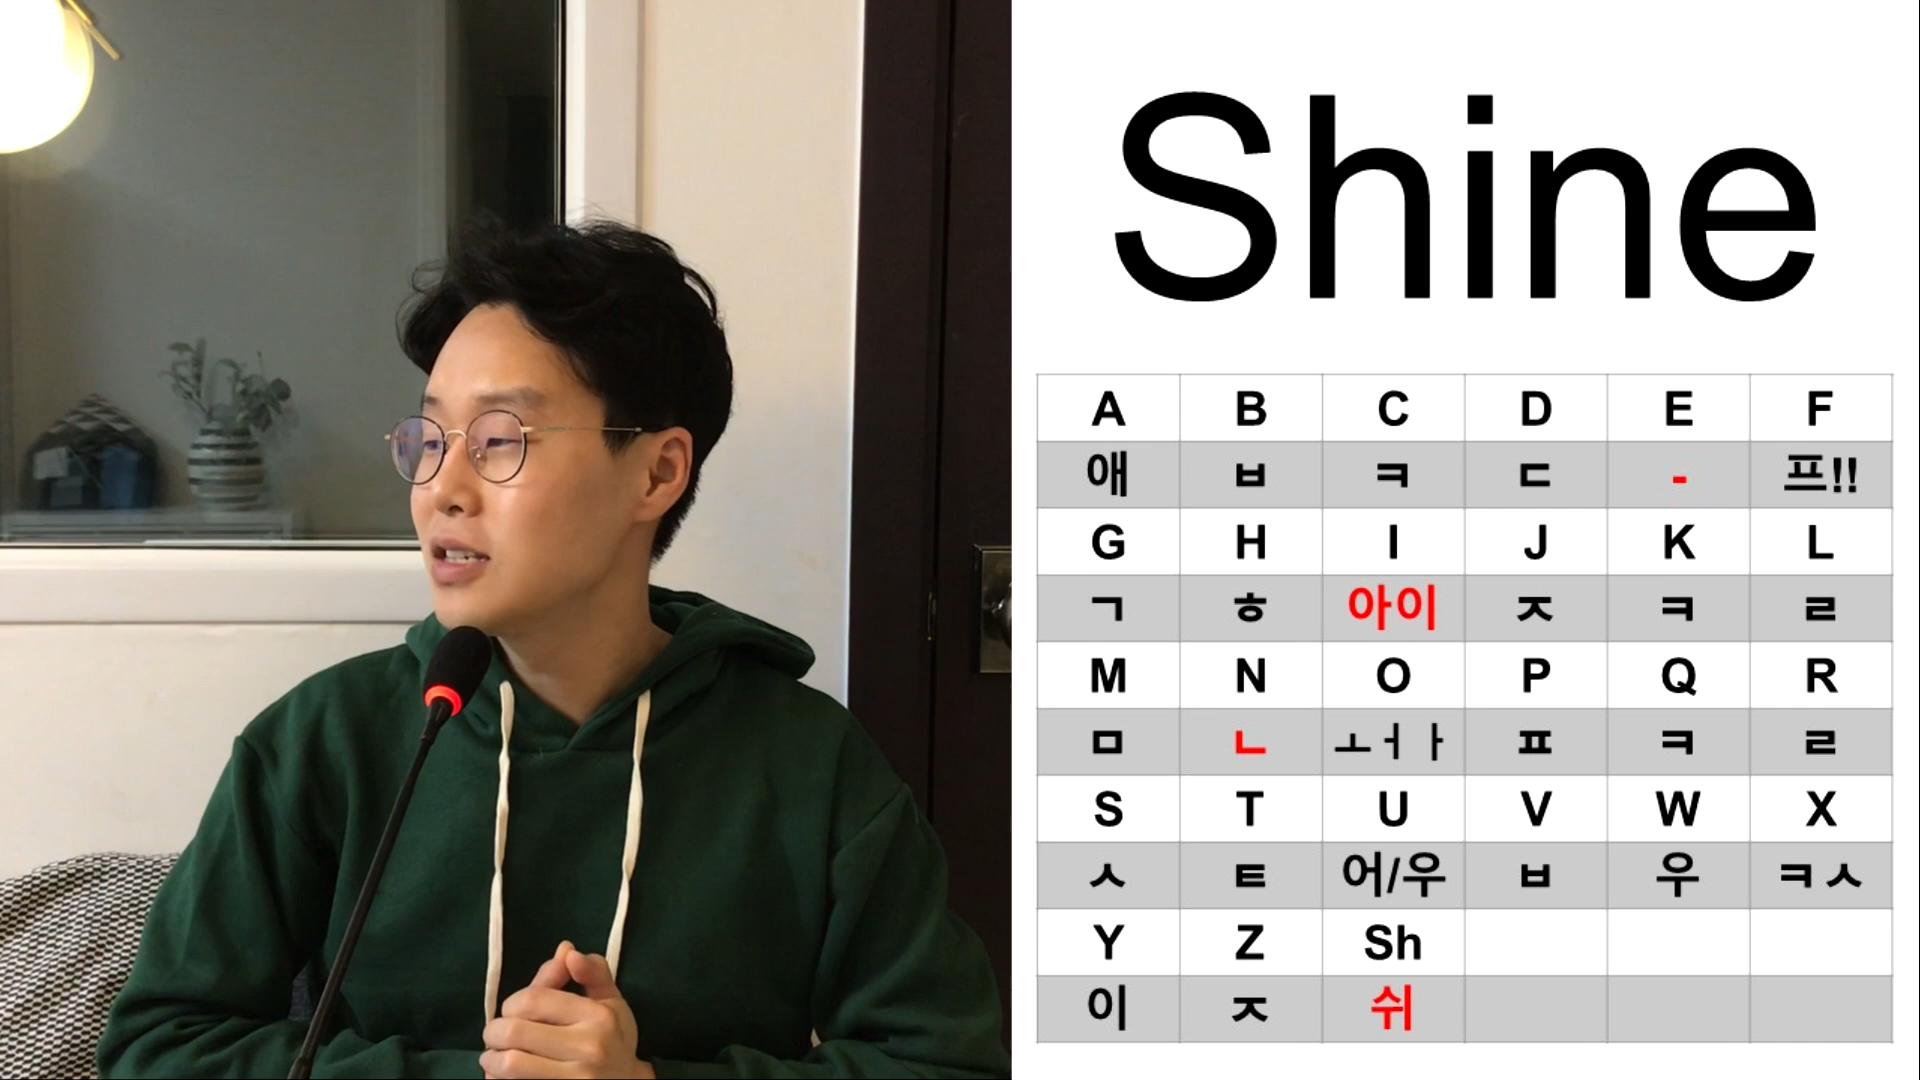 Shine
A B C D E F
애 ㅂ ㅋ ㄷ - 프!!
G H I J K L
ㄱ ㅎ 아이 ㅈ ㅋ ㄹ
M N O P Q R
ㅁ ㄴ ㅗㅓㅏ ㅍ ㅋ ㄹ
S T U V W X
ㅅ ㅌ 어/우 ㅂ 우 ㅋㅅ
Y Z Sh
이 ㅈ 쉬